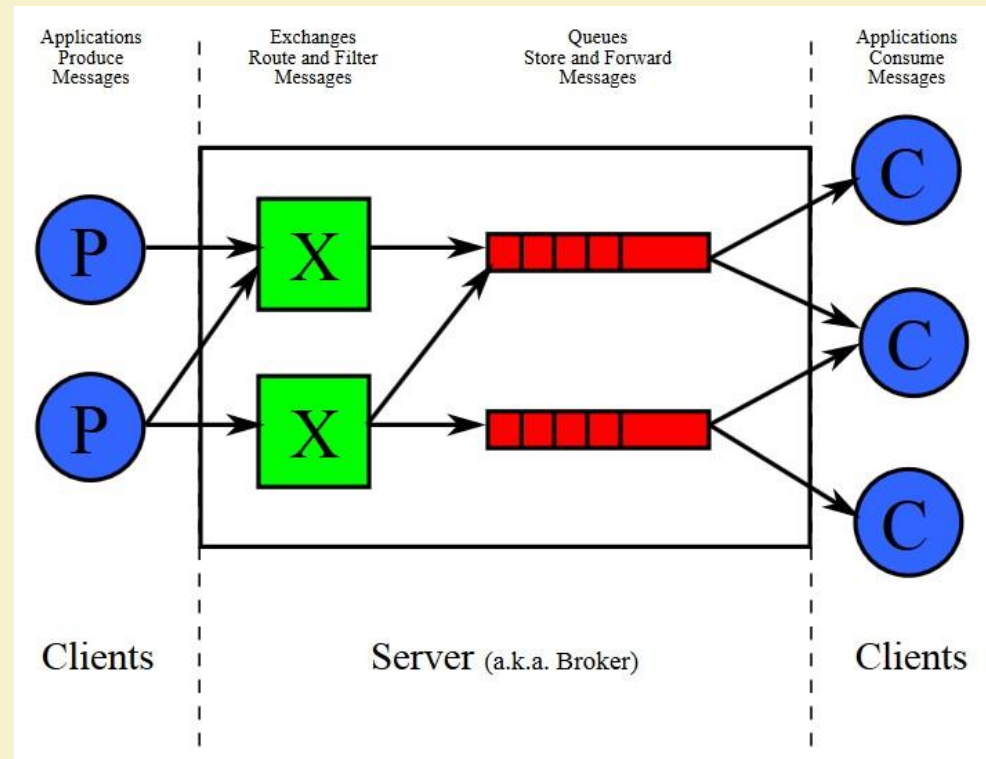 Applications
Produce
Messages
Exchanges
Route and Filter
Messages
Queues
Store and Forward
Messages
Applications
Consume
Messages
P
X
C
C
P
X
C
Clients
Server (a.k.a. Broker)
Clients